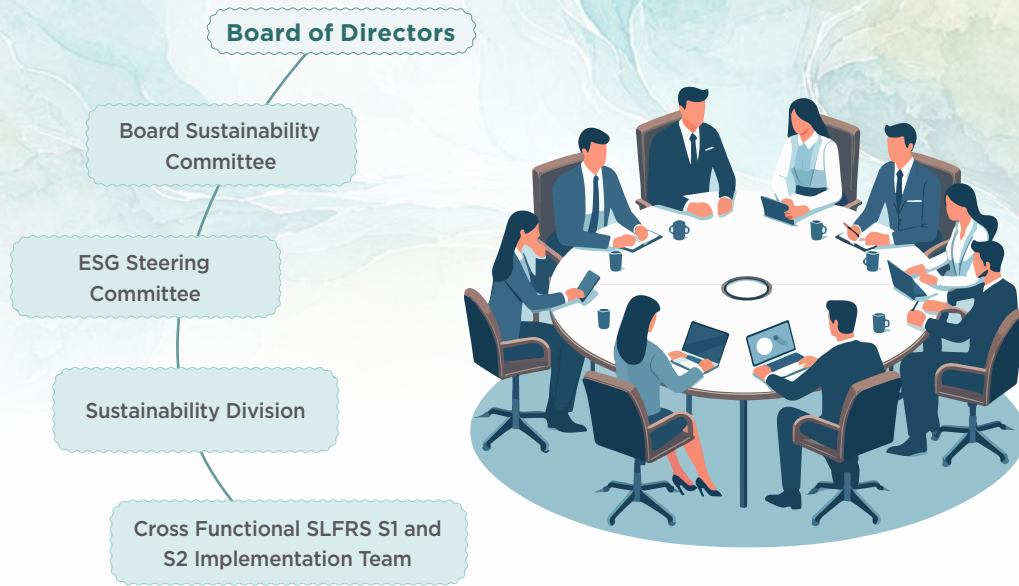 Board of Directors
Board Sustainability
Committee
ESG Steering
Committee
Sustainability Division
Cross Functional SLFRS S1 and
S2 Implementation Team